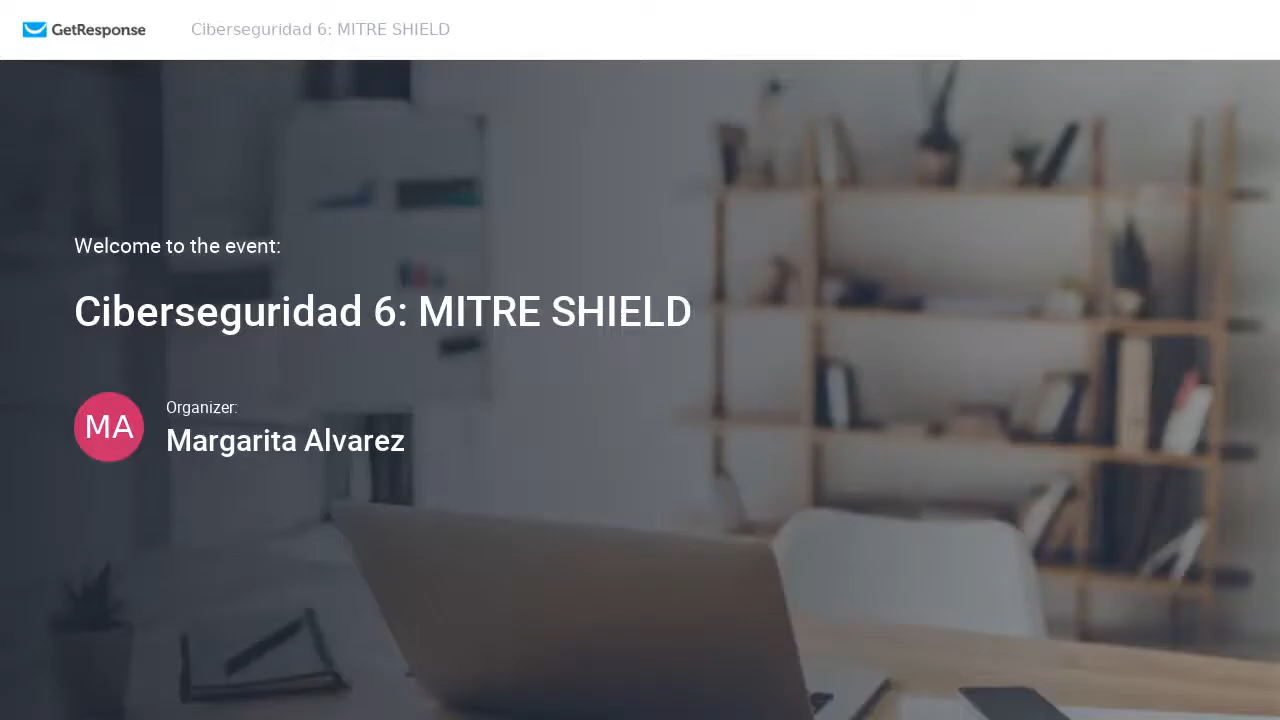 GetResponse
Ciberseguridad 6: MITRE SHIELD
Welcome to the event:
Ciberseguridad 6: MITRE SHIELD
MA
Organizer:
Margarita Alvarez